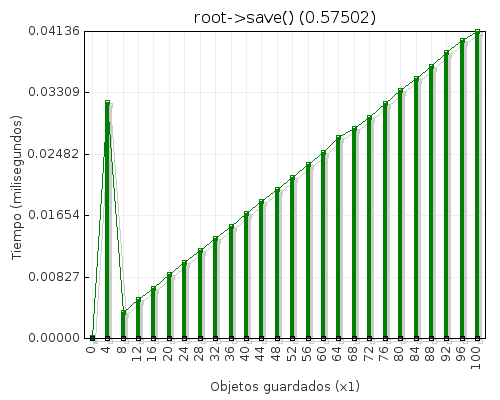 root->save() (0.57502)
0.04136
0.03309
0.02482
0.01654
0.00827
0.00000
Tiempo (milisegundos)
0 4 8 12 16 20 24 28 32 36 40 44 48 52 56 60 64 68 72 76 80 84 88 92 96 100
Objetos guardados (x1)